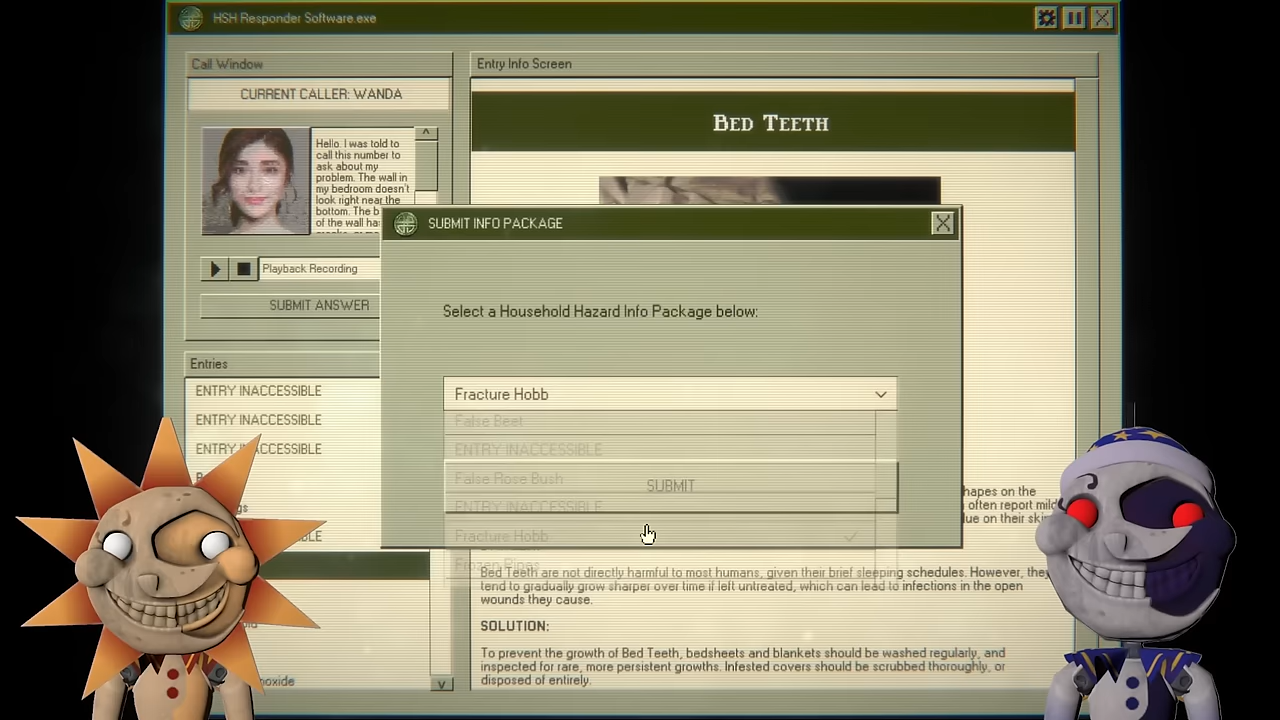 HSH Responder Software.exe
Call Window
CURRENT CALLER: WANDA
Hello. I was told to
call this number to
ask about my
problem. The wall in
my bedroom doesn't
look right near the
bottom. The
of the wall
Playback Recording
SUBMIT ANSWER
Entries
ENTRY INACCESSIBLE
ENTRY INACCESSIBLE
ENTRY INACCESSIBLE
Entry Info Screen
BED TEETH
SUBMIT INFO PACKAGE
Select a Household Hazard Info Package below:
Fracture Hobb
False Beet
ENTRY INACCESSIBLE
False Rose Bush
SUBMIT
ENTRY INACCESSIBLE
Fracture Hobb
Frozen Pipes
on the
often report mild
on their
Bed Teeth are not directly harmful to most humans, given their brief sleeping schedules. However, they
tend to gradually grow sharper over time if left untreated, which can lead to infections in the open
wounds they cause.
SOLUTION:
To prevent the growth of Bed Teeth, bedsheets and blankets should be washed regularly, and
inspected for rare, more persistent growths. Infested covers should be scrubbed thoroughly, or
disposed of entirely.